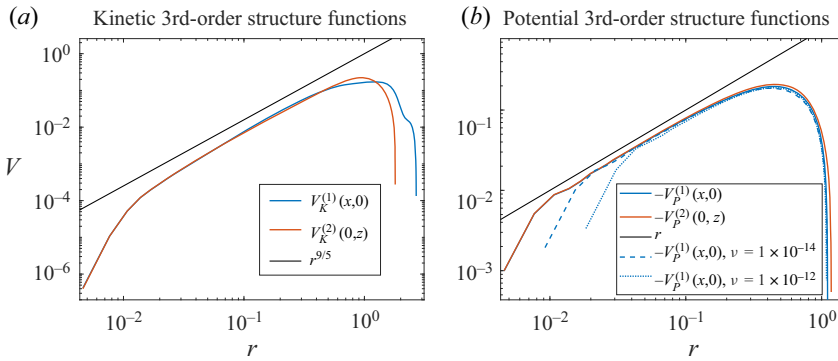 (a) Kinetic 3rd-order structure functions
10^0
10^−2
V
10^−4
10^−6
V_K^(1)(x,0)
V_K^(2)(0,z)
r^9/5
10^−2 10^−1 10^0
r
(b) Potential 3rd-order structure functions
10^−1
10^−2
10^−3
−V_P^(1)(x,0)
−V_P^(2)(0, z)
r
−V_P^(1)(x,0), ν = 1 × 10^−14
−V_P^(1)(x,0), ν = 1 × 10^−12
10^−2 10^−1 10^0
r